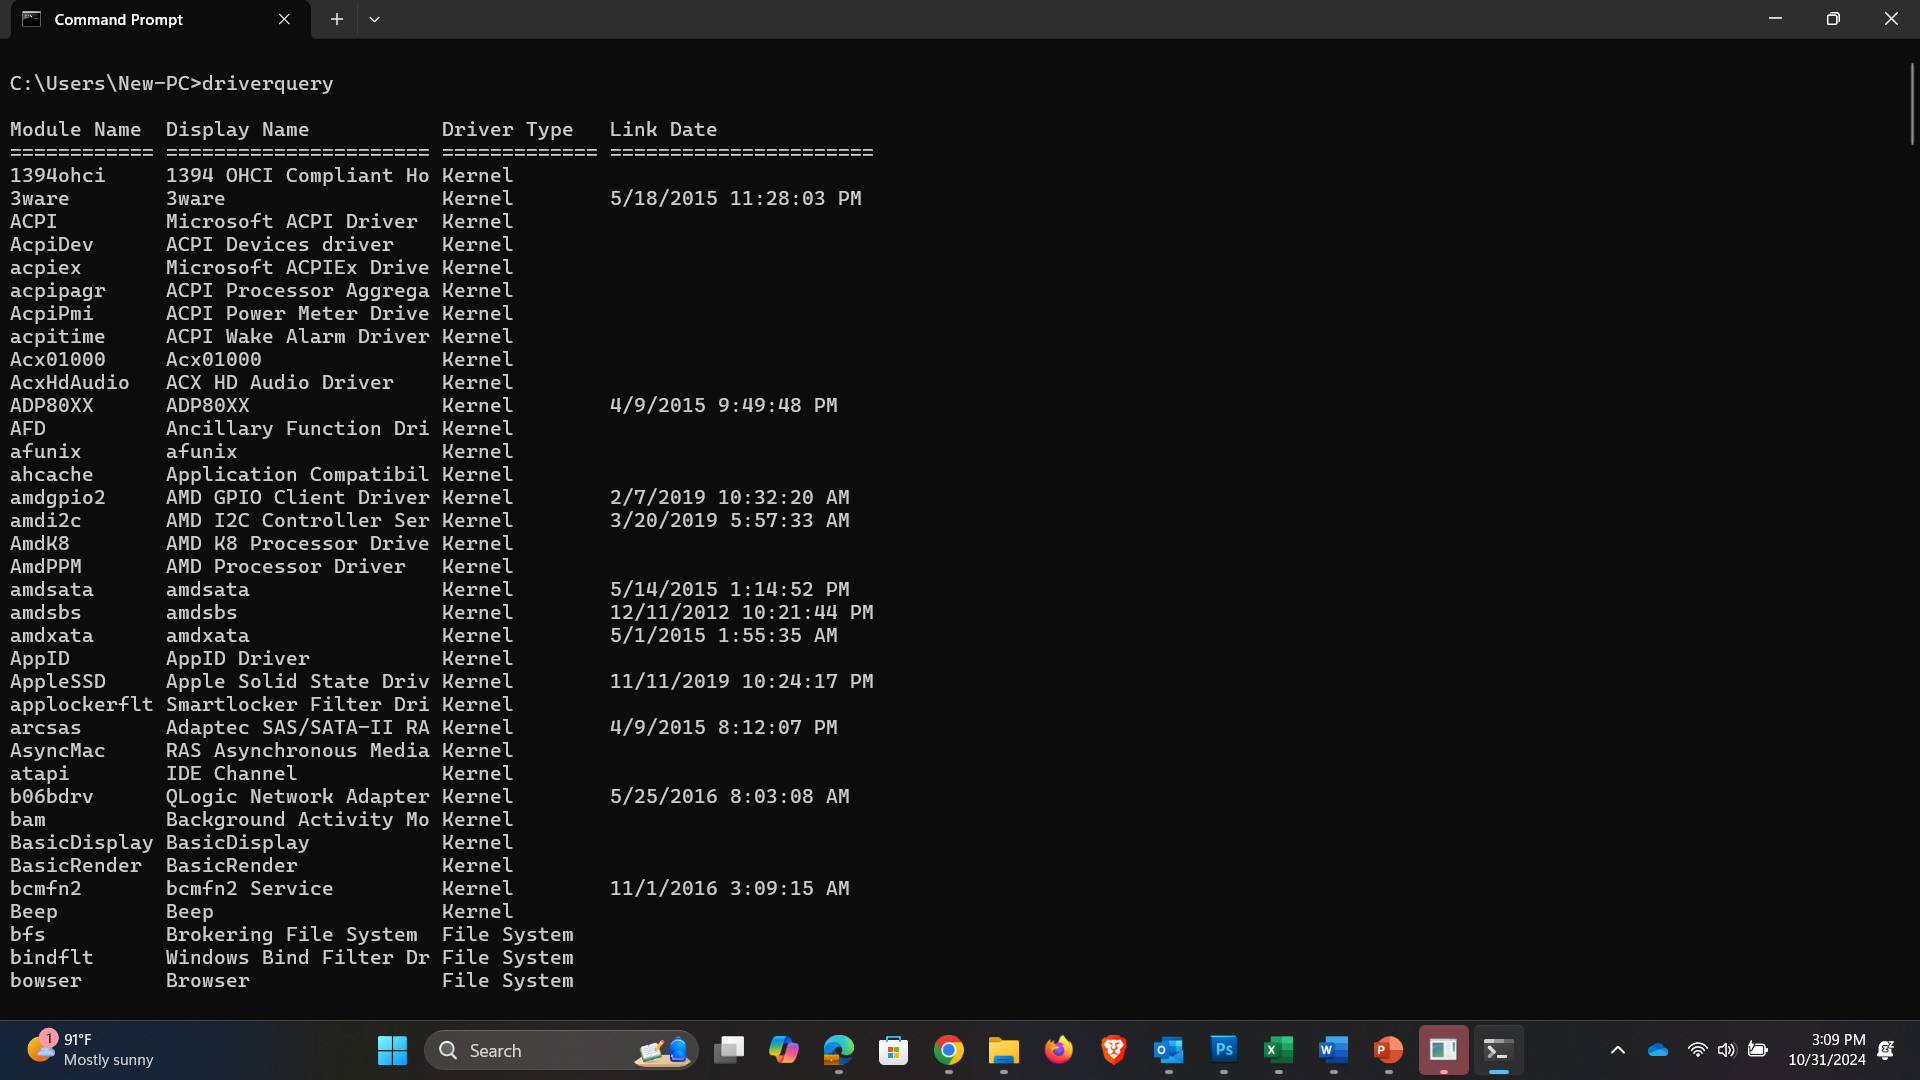 Command Prompt
C:\Users\New-PC>driverquery
Module Name  Display Name           Driver Type   Link Date
============ ====================== ============= ======================
1394ohci     1394 OHCI Compliant Ho Kernel
3ware        3ware                  Kernel        5/18/2015 11:28:03 PM
ACPI         Microsoft ACPI Driver  Kernel
AcpiDev      ACPI Devices driver    Kernel
acpiex       Microsoft ACPIEx Drive Kernel
acpipagr     ACPI Processor Aggrega Kernel
AcpiPmi      ACPI Power Meter Drive Kernel
acpitime     ACPI Wake Alarm Driver Kernel
Acx01000     Acx01000               Kernel
AcxHdAudio   ACX HD Audio Driver    Kernel
ADP80XX      ADP80XX                Kernel        4/9/2015 9:49:48 PM
AFD          Ancillary Function Dri Kernel
afunix       afunix                 Kernel
ahcache      Application Compatibil Kernel
amdgpio2     AMD GPIO Client Driver Kernel        2/7/2019 10:32:20 AM
amdi2c       AMD I2C Controller Ser Kernel        3/20/2019 5:57:33 AM
AmdK8        AMD K8 Processor Drive Kernel
AmdPPM       AMD Processor Driver   Kernel
amdsata      amdsata                Kernel        5/14/2015 1:14:52 PM
amdsbs       amdsbs                 Kernel        12/11/2012 10:21:44 PM
amdxata      amdxata                Kernel        5/1/2015 1:55:35 AM
AppID        AppID Driver           Kernel
AppleSSD     Apple Solid State Driv Kernel        11/11/2019 10:24:17 PM
applockerflt Smartlocker Filter Dri Kernel
arcsas       Adaptec SAS/SATA-II RA Kernel        4/9/2015 8:12:07 PM
AsyncMac     RAS Asynchronous Media Kernel
atapi        IDE Channel            Kernel
b06bdrv      QLogic Network Adapter Kernel        5/25/2016 8:03:08 AM
bam          Background Activity Mo Kernel
BasicDisplay BasicDisplay           Kernel
BasicRender  BasicRender            Kernel
bcmfn2       bcmfn2 Service         Kernel        11/1/2016 3:09:15 AM
Beep         Beep                   Kernel
bfs          Brokering File System  File System
bindflt      Windows Bind Filter Dr File System
bowser       Browser                File System
1
91°F
Mostly sunny
Search
O
Ps
X
W
P
3:09 PM
10/31/2024